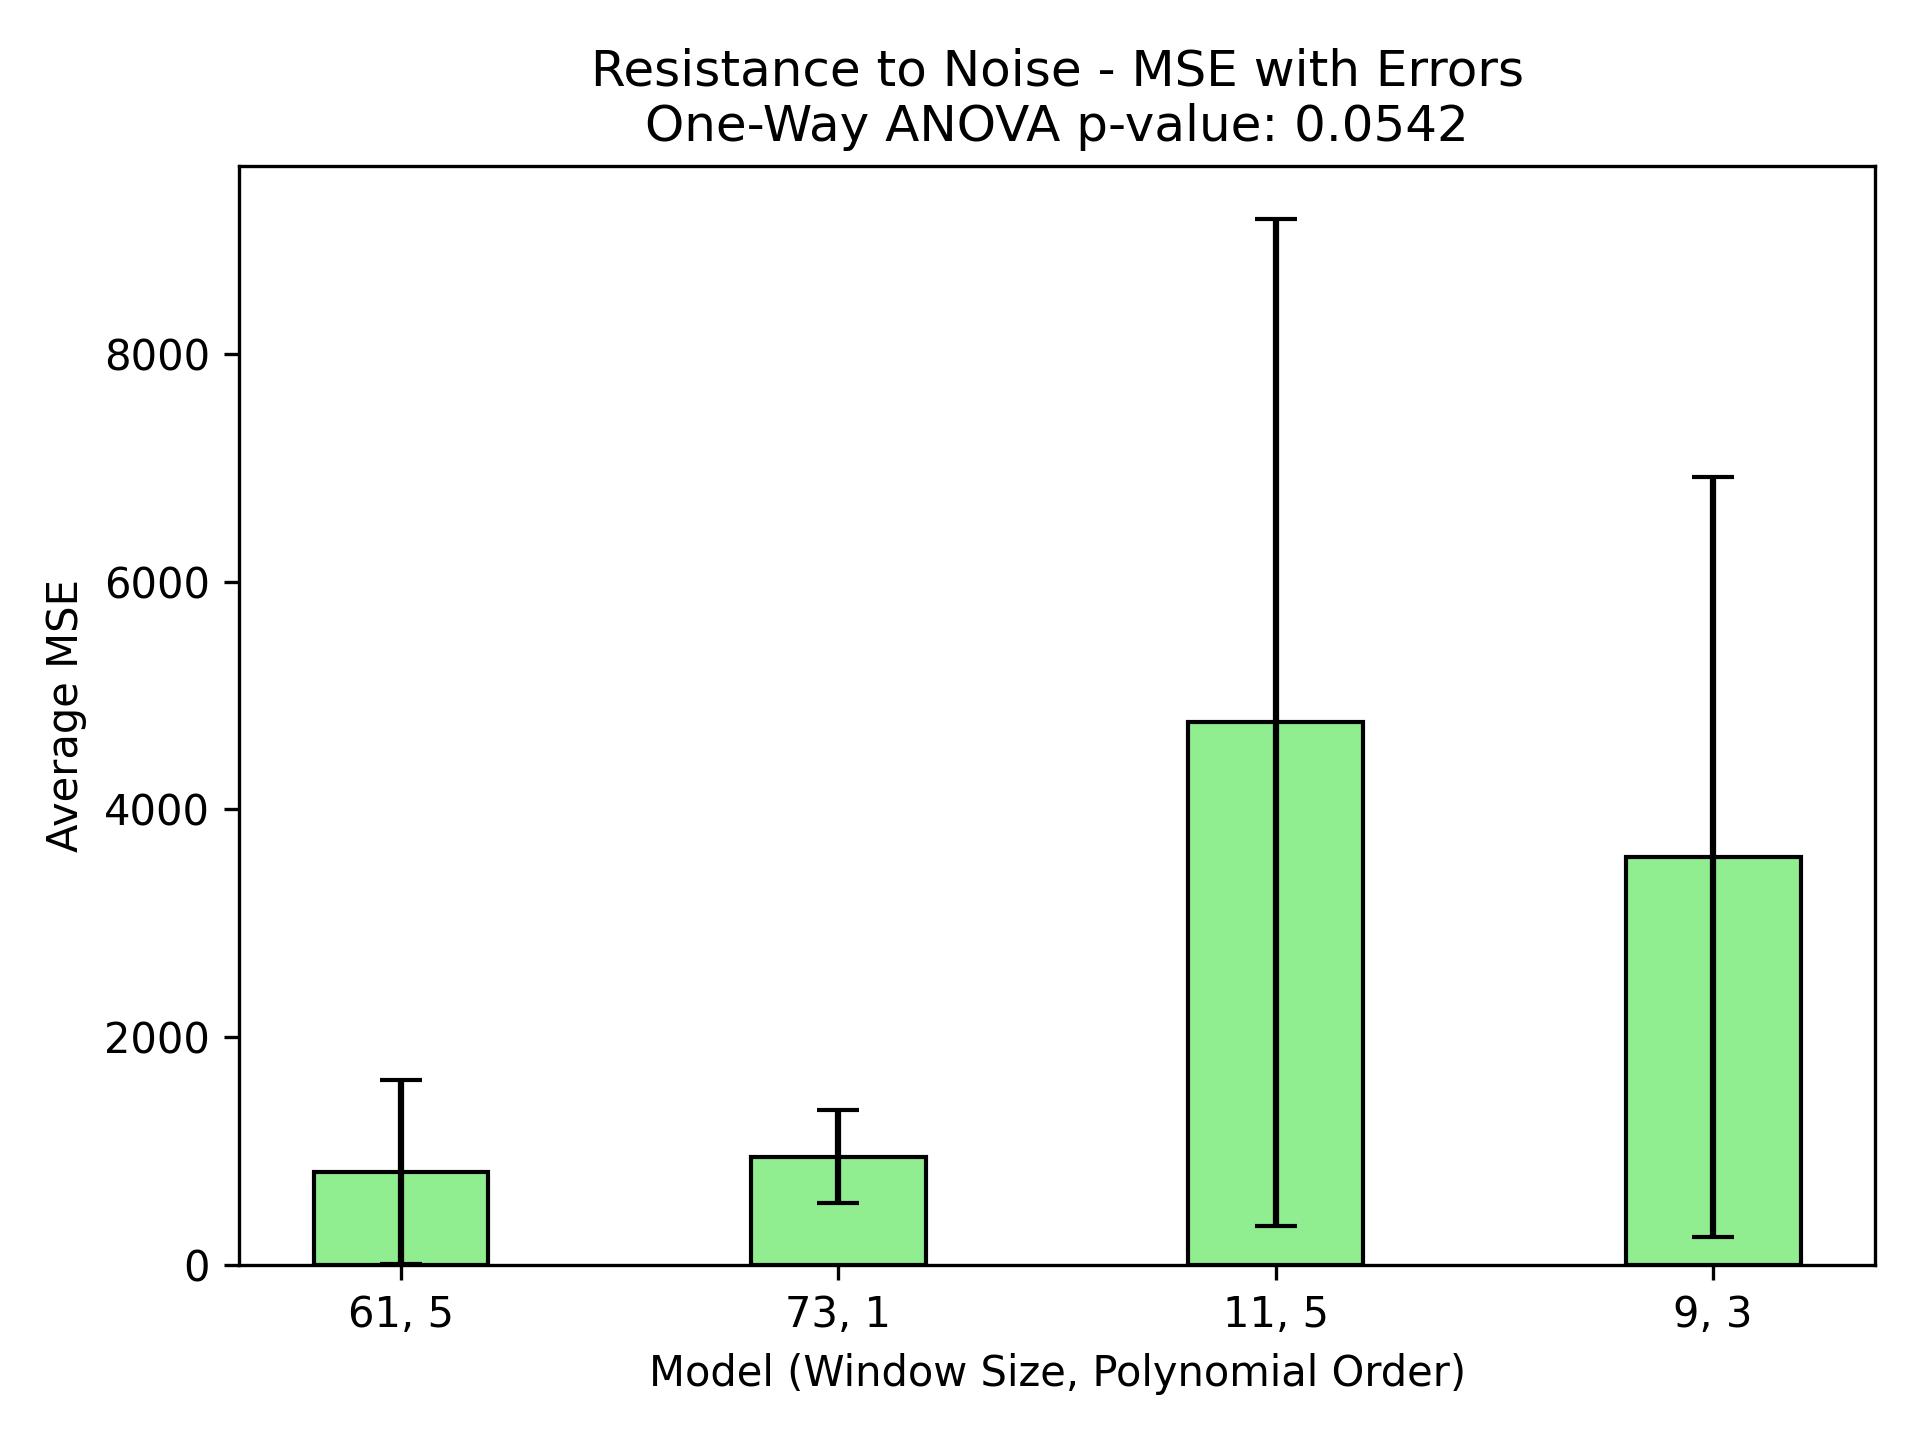 Resistance to Noise - MSE with Errors
One-Way ANOVA p-value: 0.0542
Average MSE
8000
6000
4000
2000
0
61, 5
73, 1
11, 5
9, 3
Model (Window Size, Polynomial Order)